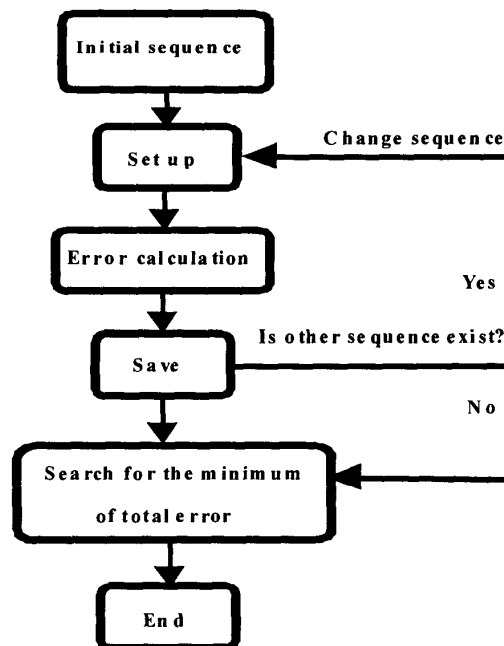 Initial sequence
Change sequence
Set up
Error calculation
Yes
Is other sequence exist?
Save
No
Search for the minimum
of total error
End